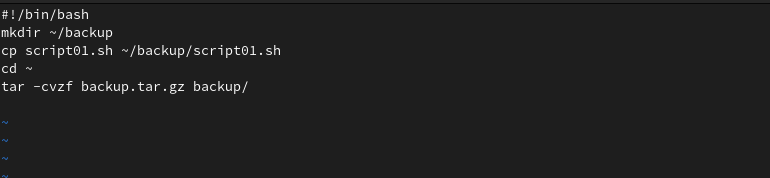 #!/bin/bash
mkdir ~/backup
cp script01.sh ~/backup/script01.sh
cd ~
tar -cvzf backup.tar.gz backup/
~
~
~
~